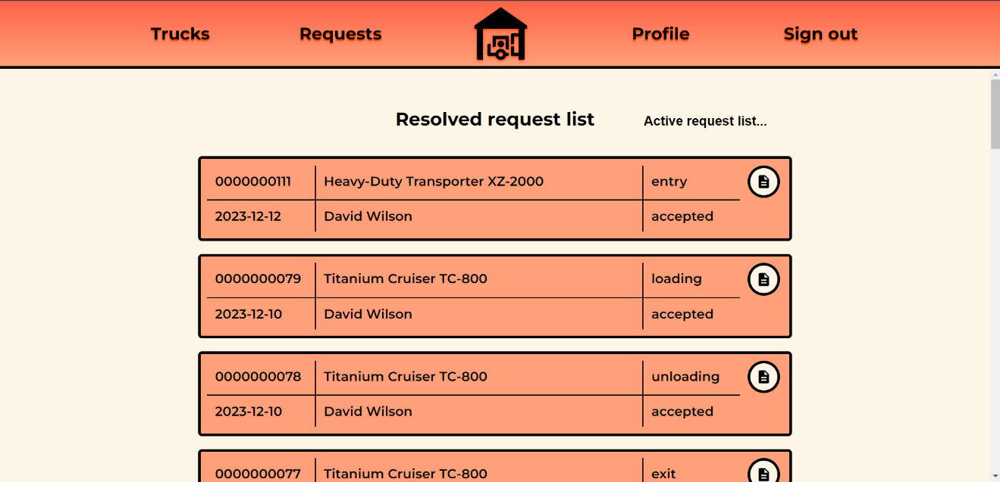 Trucks Requests Profile Sign out
Resolved request list Active request list...
0000000111 Heavy-Duty Transporter XZ-2000 entry
2023-12-12 David Wilson accepted
0000000079 Titanium Cruiser TC-800 loading
2023-12-10 David Wilson accepted
0000000078 Titanium Cruiser TC-800 unloading
2023-12-10 David Wilson accepted
0000000077 Titanium Cruiser TC-800 exit